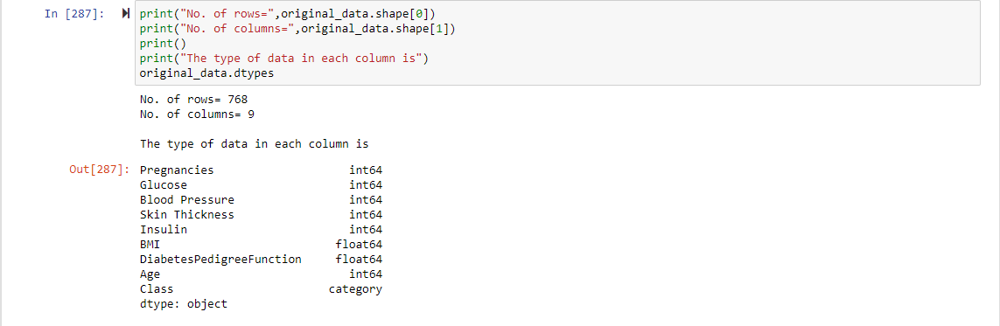 In [287]: print("No. of rows=",original_data.shape[0])
print("No. of columns=",original_data.shape[1])
print()
print("The type of data in each column is")
original_data.dtypes
No. of rows= 768
No. of columns= 9
The type of data in each column is
Out[287]: Pregnancies int64
Glucose int64
Blood Pressure int64
Skin Thickness int64
Insulin int64
BMI float64
DiabetesPedigreeFunction float64
Age int64
Class category
dtype: object